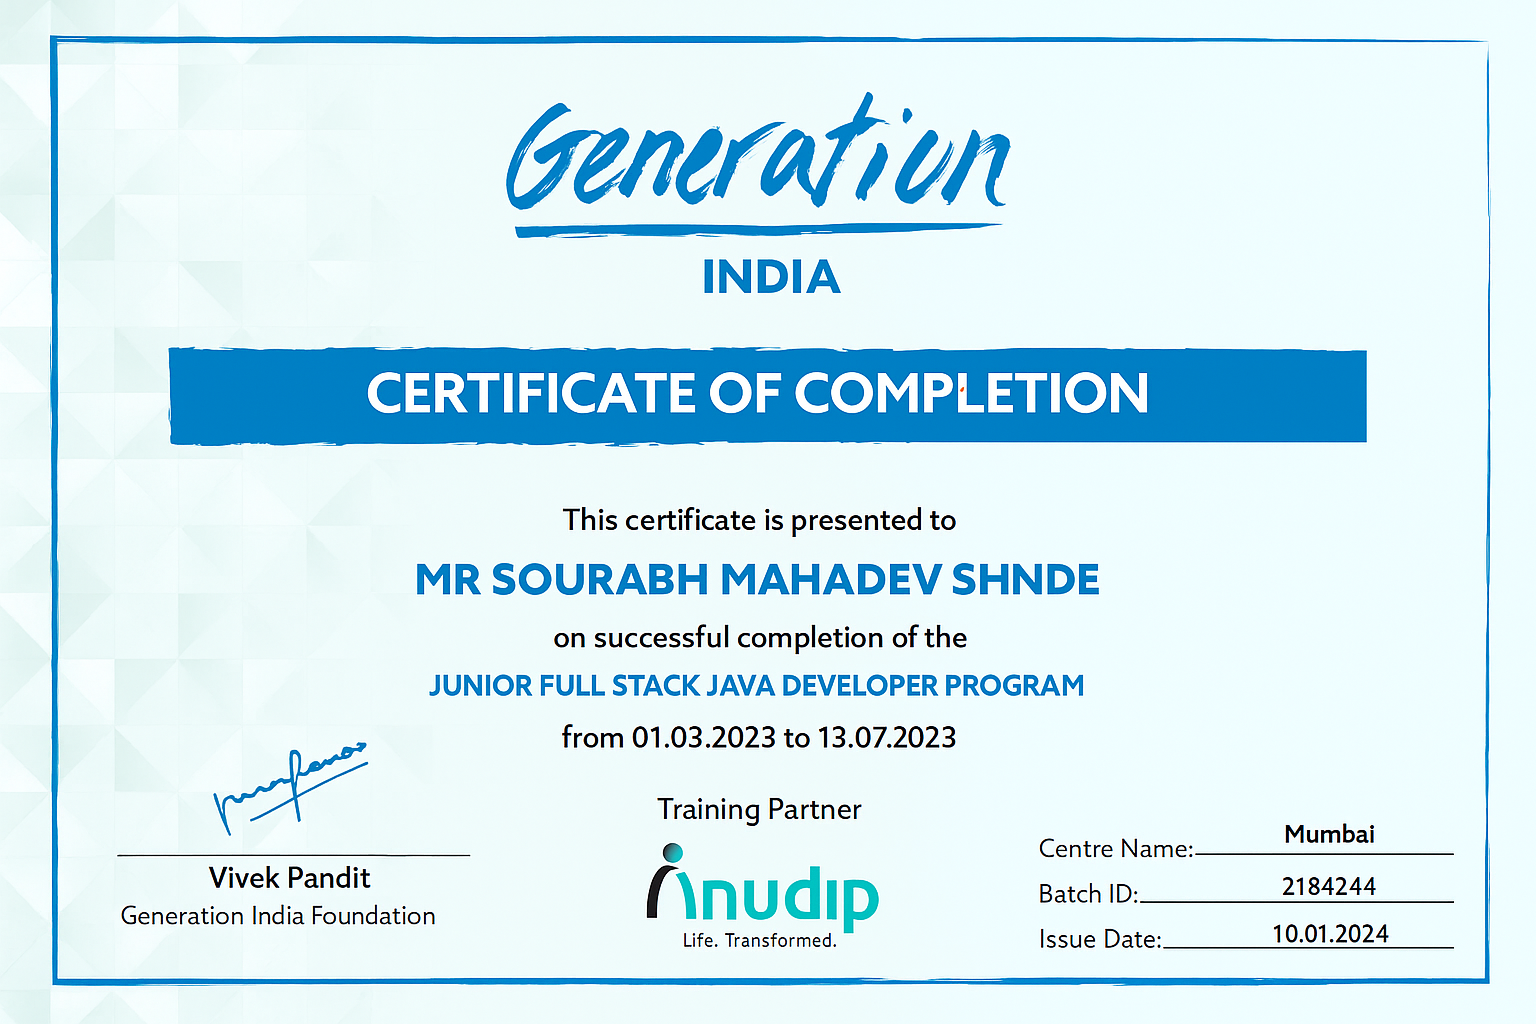 Generation
INDIA
CERTIFICATE OF COMPLETION
This certificate is presented to
MR SOURABH MAHADEV SHNDE
on successful completion of the
JUNIOR FULL STACK JAVA DEVELOPER PROGRAM
from 01.03.2023 to 13.07.2023
Vivek Pandit
Generation India Foundation
Training Partner
anudip
Life. Transformed.
Centre Name: Mumbai
Batch ID: 2184244
Issue Date: 10.01.2024